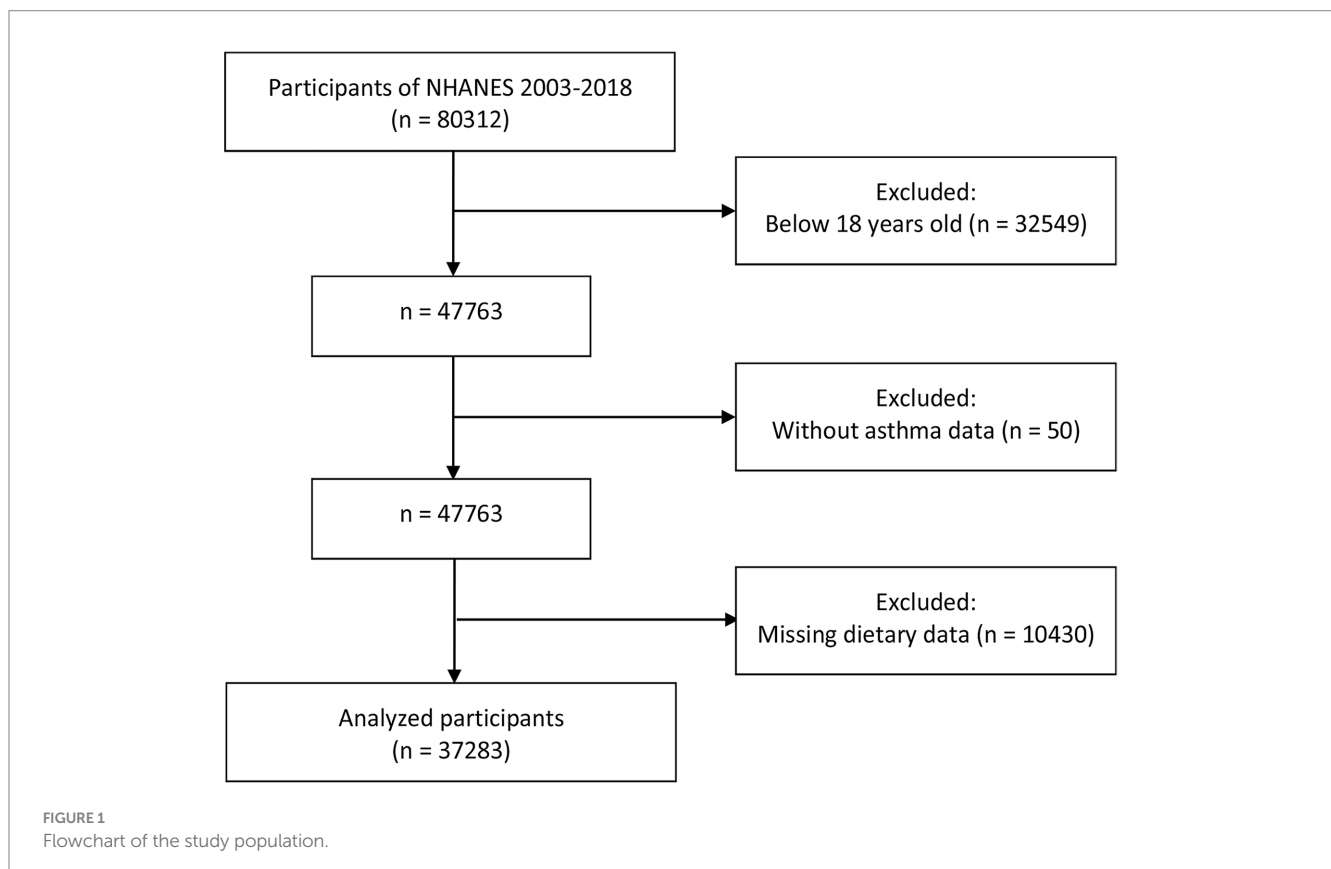 Participants of NHANES 2003-2018
(n = 80312)
Excluded:
Below 18 years old (n = 32549)
n = 47763
Excluded:
Without asthma data (n = 50)
n = 47763
Excluded:
Missing dietary data (n = 10430)
Analyzed participants
(n = 37283)
FIGURE 1
Flowchart of the study population.